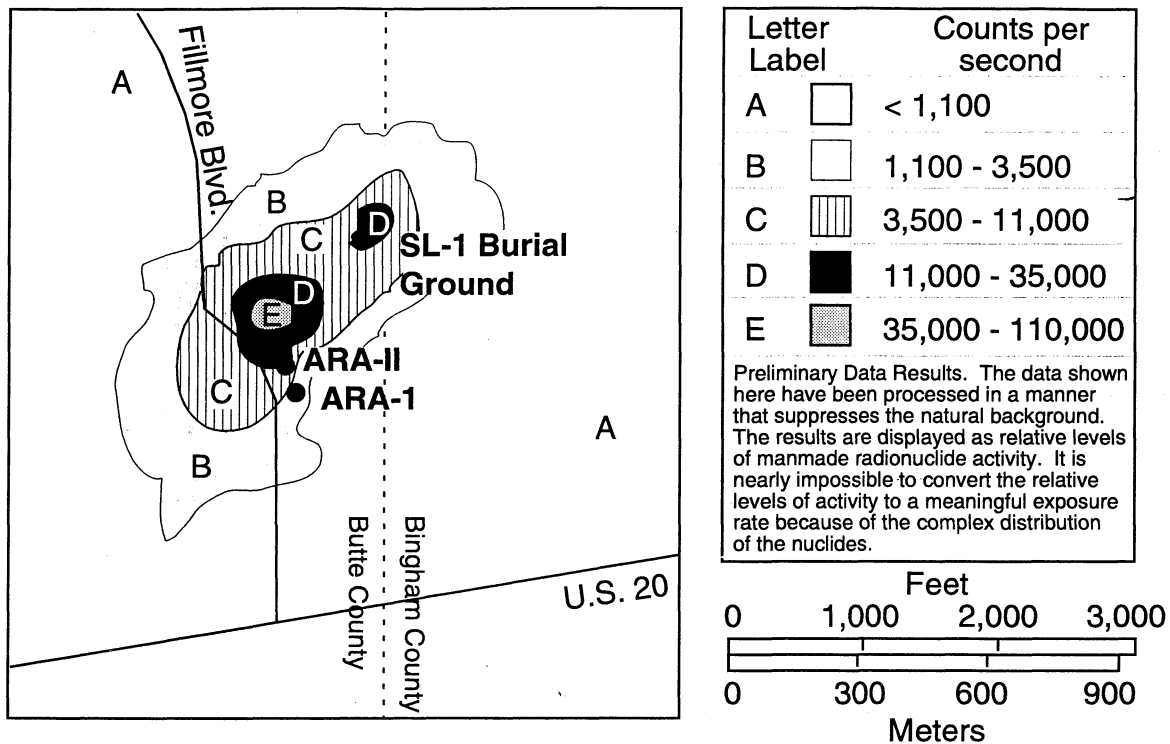 A
Fillmore Blvd.
B
C
D
SL-1 Burial
Ground
D
E
ARA-II
C
ARA-1
A
B
Butte County
Bingham County
U.S. 20
Letter
Label
Counts per
second
A < 1,100
B 1,100 - 3,500
C 3,500 - 11,000
D 11,000 - 35,000
E 35,000 - 110,000
Preliminary Data Results. The data shown
here have been processed in a manner
that suppresses the natural background.
The results are displayed as relative levels
of manmade radionuclide activity. It is
nearly impossible to convert the relative
levels of activity to a meaningful exposure
rate because of the complex distribution
of the nuclides.
Feet
0 1,000 2,000 3,000
0 300 600 900
Meters